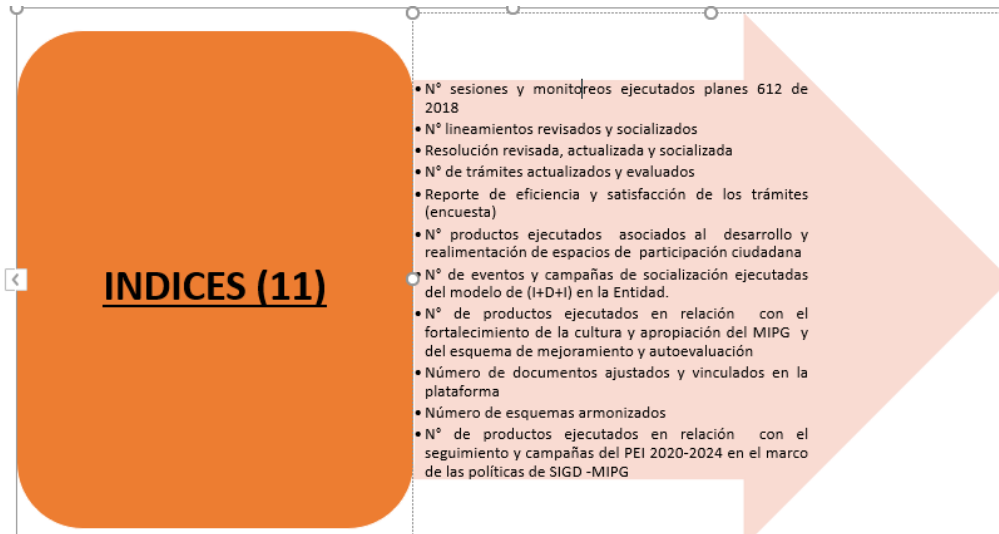 INDICES (11)
• N° sesiones y monitoreos ejecutados planes 612 de
2018
• N° lineamientos revisados y socializados
• Resolución revisada, actualizada y socializada
• N° de trámites actualizados y evaluados
• Reporte de eficiencia y satisfacción de los trámites
(encuesta)
• N° productos ejecutados asociados al desarrollo y
realimentación de espacios de participación ciudadana
• N° de eventos y campañas de socialización ejecutadas
del modelo de (I+D+I) en la Entidad.
• N° de productos ejecutados en relación con el
fortalecimiento de la cultura y apropiación del MIPG y
del esquema de mejoramiento y autoevaluación
• Número de documentos ajustados y vinculados en la
plataforma
• Número de esquemas armonizados
• N° de productos ejecutados en relación con el
seguimiento y campañas del PEI 2020-2024 en el marco
de las políticas de SIGD -MIPG